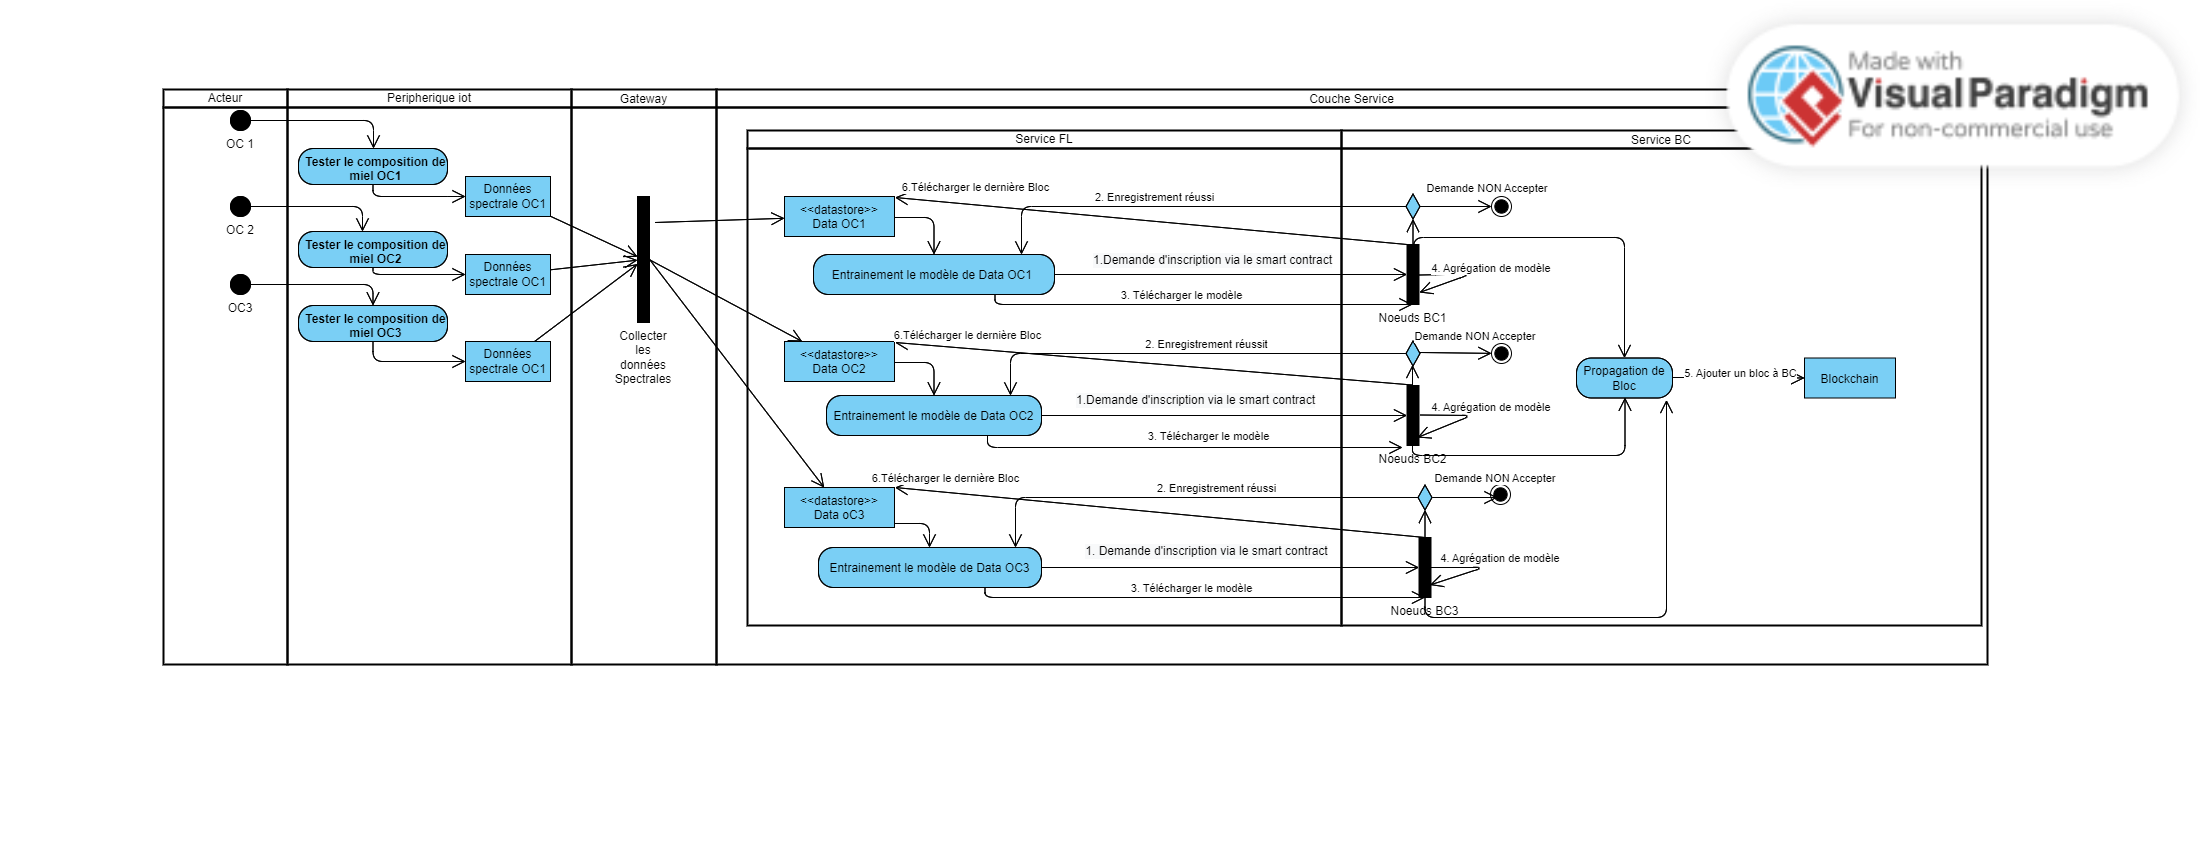 Made with
Visual Paradigm
For non-commercial use
Acteur
Peripherique iot
Gateway
Couche Service
Service FL
Service BC
OC 1
Tester le composition de
miel OC1
Données
spectrale OC1
OC 2
Tester le composition de
miel OC2
Données
spectrale OC1
OC3
Tester le composition de
miel OC3
Données
spectrale OC1
Collecter
les
données
Spectrales
6.Télécharger le dernière Bloc
2. Enregistrement réussi
Demande NON Accepter
<<datastore>>
Data OC1
Entrainement le modèle de Data OC1
1.Demande d'inscription via le smart contract
4. Agrégation de modèle
3. Télécharger le modèle
Noeuds BC1
6.Télécharger le dernière Bloc
2. Enregistrement réussit
Demande NON Accepter
<<datastore>>
Data OC2
Entrainement le modèle de Data OC2
1.Demande d'inscription via le smart contract
4. Agrégation de modèle
3. Télécharger le modèle
Noeuds BC2
Propagation de
Bloc
5. Ajouter un bloc à BC
Blockchain
6.Télécharger le dernière Bloc
2. Enregistrement réussi
Demande NON Accepter
<<datastore>>
Data oC3
Entrainement le modèle de Data OC3
1. Demande d'inscription via le smart contract
4. Agrégation de modèle
3. Télécharger le modèle
Noeuds BC3